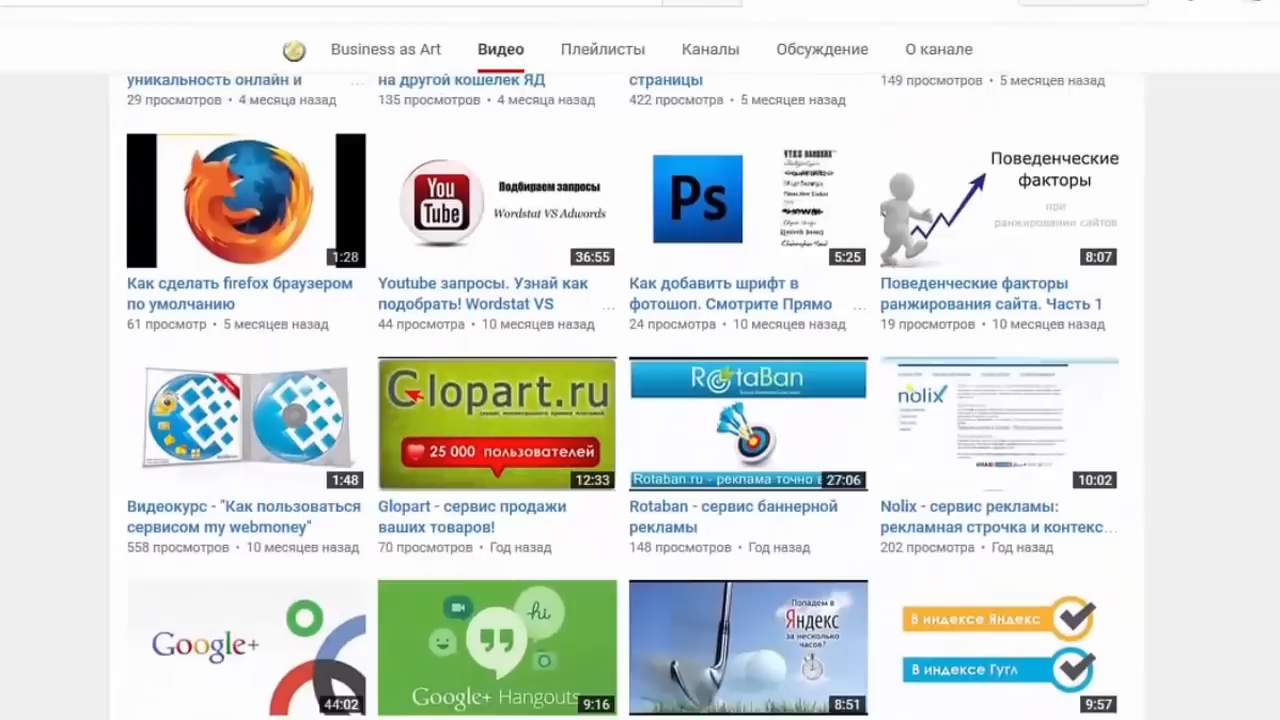 Business as Art
Видео
Плейлисты
Каналы
Обсуждение
О канале
уникальность онлайн и ...
на другой кошелек ЯД
страницы
29 просмотров • 4 месяца назад
135 просмотров • 4 месяца назад
422 просмотра • 5 месяцев назад
149 просмотров • 5 месяцев назад
1:28
You
Tube
Подбираем запросы
Wordstat VS Adwords
36:55
Ps
5:25
Поведенческие
факторы
при
ранжировании сайтов
8:07
Как сделать firefox браузером
по умолчанию
61 просмотр • 5 месяцев назад
Youtube запросы. Узнай как
подобрать! Wordstat VS ...
44 просмотра • 10 месяцев назад
Как добавить шрифт в
фотошоп. Смотрите Прямо ...
24 просмотра • 10 месяцев назад
Поведенческие факторы
ранжирования сайта. Часть 1
19 просмотров • 10 месяцев назад
1:48
Glopart.ru
25 000 пользователей
12:33
RotaBan
Rotaban.ru - реклама точно в
27:06
nolix
10:02
Видеокурс - "Как пользоваться
сервисом my webmoney"
558 просмотров • 10 месяцев назад
Glopart - сервис продажи
ваших товаров!
70 просмотров • Год назад
Rotaban - сервис баннерной
рекламы
148 просмотров • Год назад
Nolix - сервис рекламы:
рекламная строчка и контекс...
202 просмотра • Год назад
Google+
44:02
hi
Google+ Hangouts
9:16
Попадем в
Яндекс
за несколько
часов?
8:51
В индексе Яндекс
В индексе Гугл
9:57